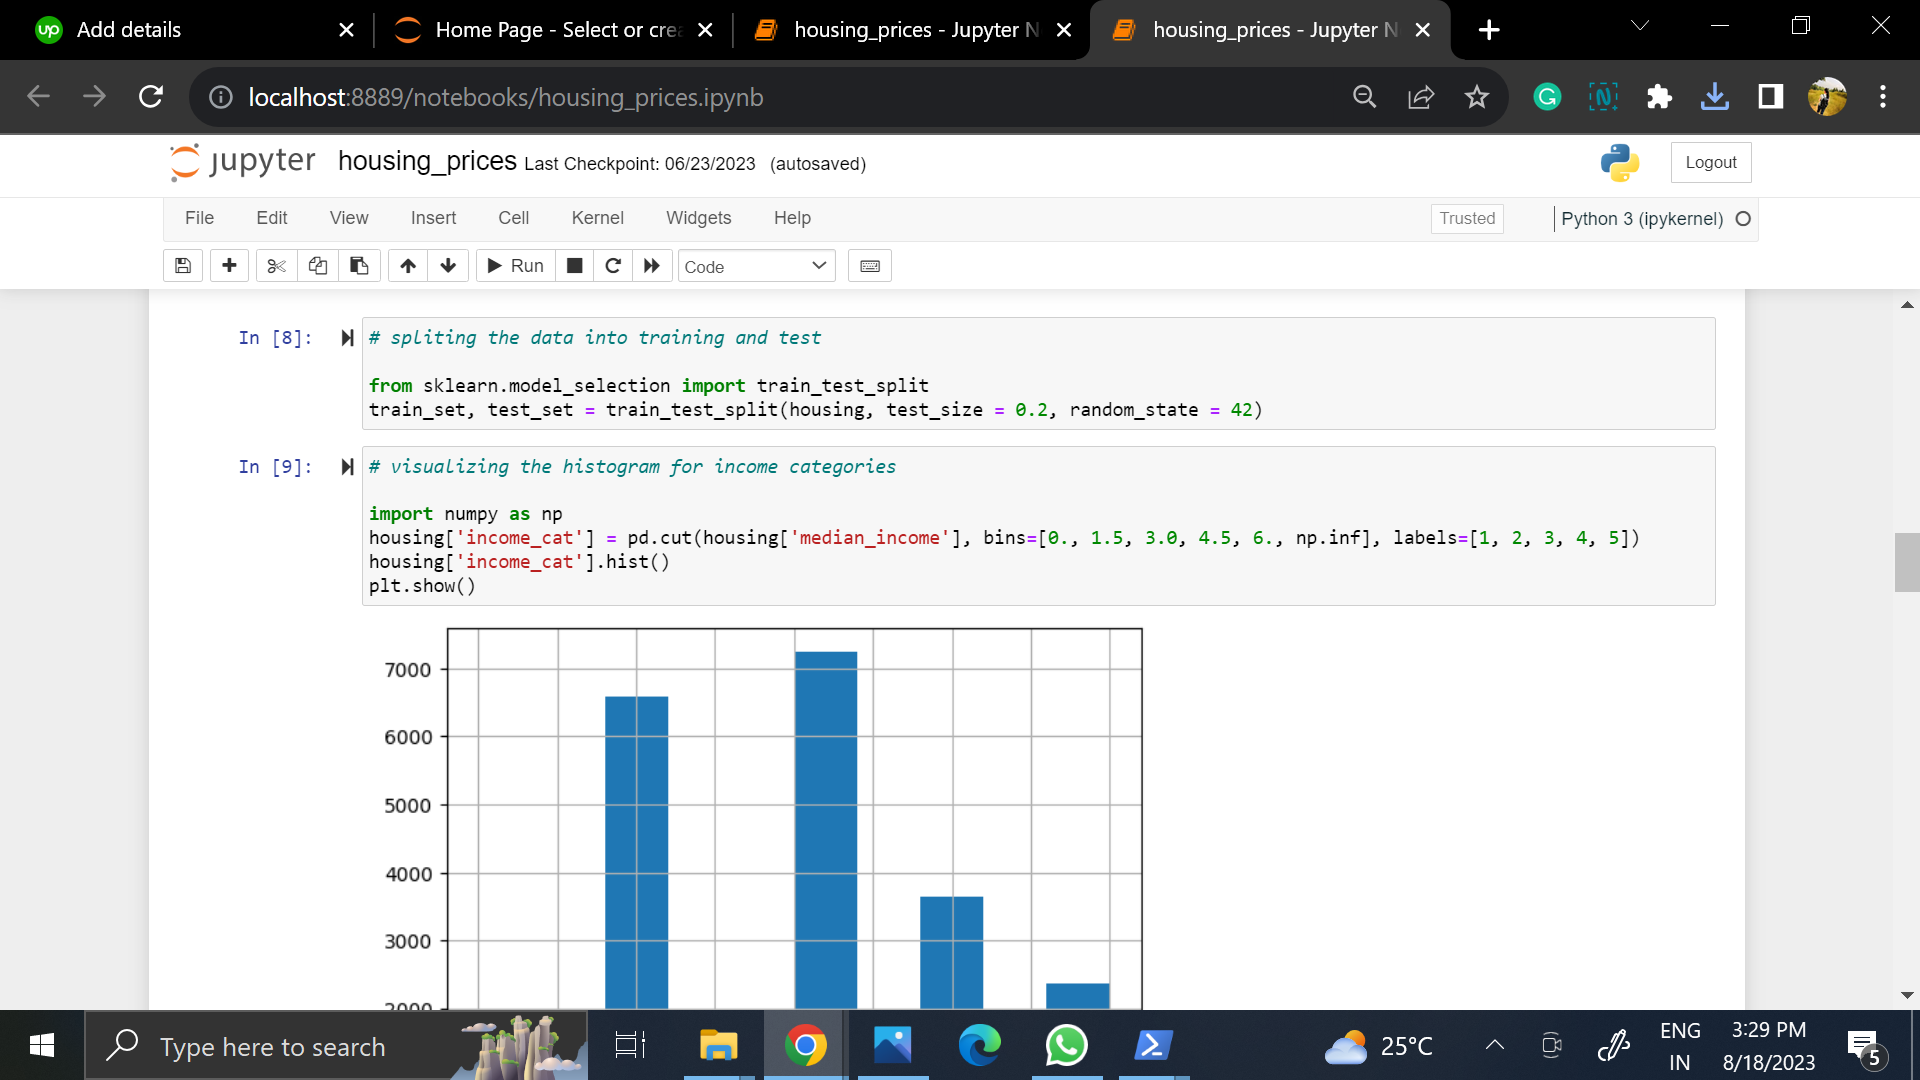 Add details
Home Page - Select or crea
housing_prices - Jupyter N
housing_prices - Jupyter N
localhost:8889/notebooks/housing_prices.ipynb
jupyter housing_prices Last Checkpoint: 06/23/2023 (autosaved)
Logout
File Edit View Insert Cell Kernel Widgets Help
Trusted
Python 3 (ipykernel)
Run
Code
In [8]:
# spliting the data into training and test
from sklearn.model_selection import train_test_split
train_set, test_set = train_test_split(housing, test_size = 0.2, random_state = 42)
In [9]:
# visualizing the histogram for income categories
import numpy as np
housing['income_cat'] = pd.cut(housing['median_income'], bins=[0., 1.5, 3.0, 4.5, 6., np.inf], labels=[1, 2, 3, 4, 5])
housing['income_cat'].hist()
plt.show()
7000
6000
5000
4000
3000
2000
Type here to search
25°C
ENG
IN
3:29 PM
8/18/2023
5